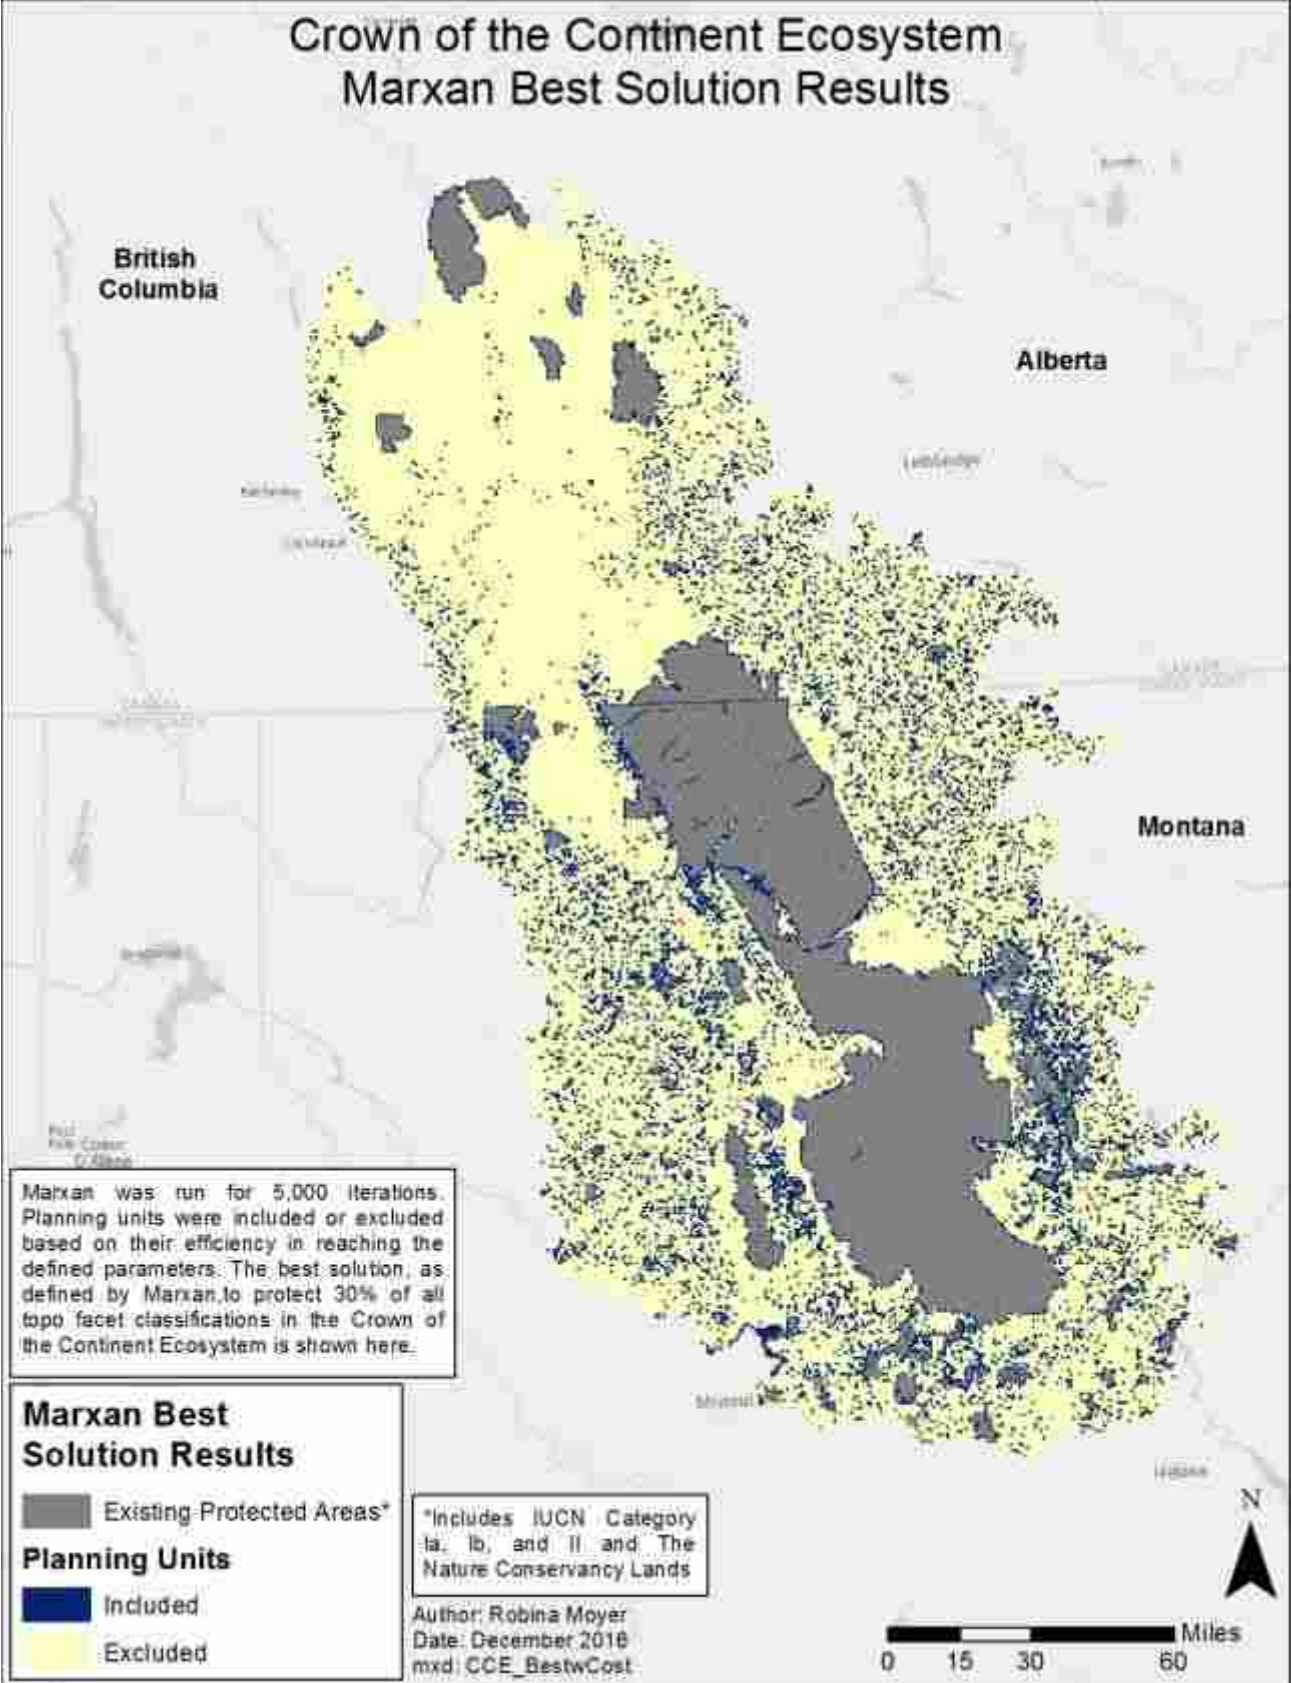 Crown of the Continent Ecosystem
Marxan Best Solution Results
British
Columbia
Alberta
Lethbridge
Montana
Marxan was run for 5,000 iterations.
Planning units were included or excluded
based on their efficiency in reaching the
defined parameters. The best solution, as
defined by Marxan,to protect 30% of all
topo facet classifications in the Crown of
the Continent Ecosystem is shown here.
Marxan Best
Solution Results
Existing Protected Areas*
Planning Units
Included
Excluded
*Includes IUCN Category
Ia, Ib, and II and The
Nature Conservancy Lands
Author: Robina Moyer
Date: December 2016
mxd: CCE_BestwCost
N
Miles
0 15 30 60